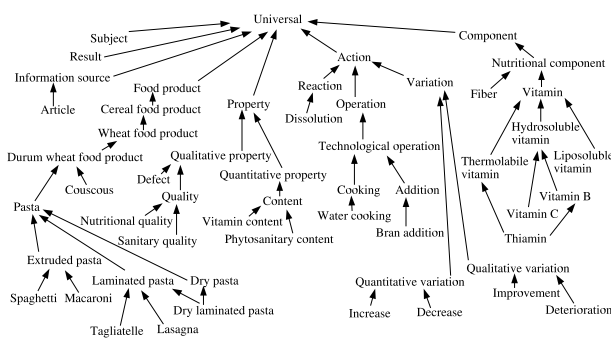 Universal
Subject
Component
Result
Action
Nutritional component
Information source
Food product
Reaction
Variation
Fiber
Vitamin
Article
Cereal food product
Property
Operation
Dissolution
Hydrosoluble
vitamin
Wheat food product
Technological operation
Durum wheat food product
Qualitative property
Thermolabile
vitamin
Liposoluble
vitamin
Couscous
Defect
Quantitative property
Quality
Content
Cooking
Addition
Vitamin B
Pasta
Nutritional quality
Vitamin content
Water cooking
Vitamin C
Sanitary quality
Phytosanitary content
Bran addition
Thiamin
Extruded pasta
Laminated pasta
Dry pasta
Quantitative variation
Qualitative variation
Spaghetti
Macaroni
Dry laminated pasta
Increase
Decrease
Improvement
Deterioration
Tagliatelle
Lasagna